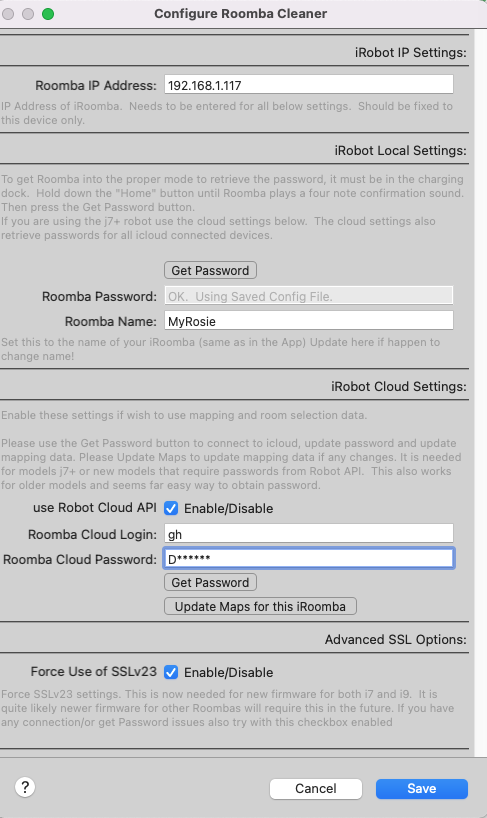 Configure Roomba Cleaner
iRobot IP Settings:
Roomba IP Address: 192.168.1.117
IP Address of iRoomba.  Needs to be entered for all below settings.  Should be fixed to
this device only.
iRobot Local Settings:
To get Roomba into the proper mode to retrieve the password, it must be in the charging
dock.  Hold down the "Home" button until Roomba plays a four note confirmation sound.
Then press the Get Password button.
If you are using the j7+ robot use the cloud settings below.  The cloud settings also
retrieve passwords for all icloud connected devices.
Get Password
Roomba Password: OK.  Using Saved Config File.
Roomba Name: MyRosie
Set this to the name of your iRoomba (same as in the App) Update here if happen to
change name!
iRobot Cloud Settings:
Enable these settings if wish to use mapping and room selection data.
Please use the Get Password button to connect to icloud, update password and update
mapping data. Please Update Maps to update mapping data if any changes. It is needed
for models j7+ or new models that require passwords from Robot API.  This also works
for older models and seems far easy way to obtain password.
use Robot Cloud API Enable/Disable
Roomba Cloud Login: gh
Roomba Cloud Password: D******
Get Password
Update Maps for this iRoomba
Advanced SSL Options:
Force Use of SSLv23 Enable/Disable
Force SSLv23 settings. This is now needed for new firmware for both i7 and i9.  It is
quite likely newer firmware for other Roombas will require this in the future. If you have
any connection/or get Password issues also try with this checkbox enabled
? Cancel Save